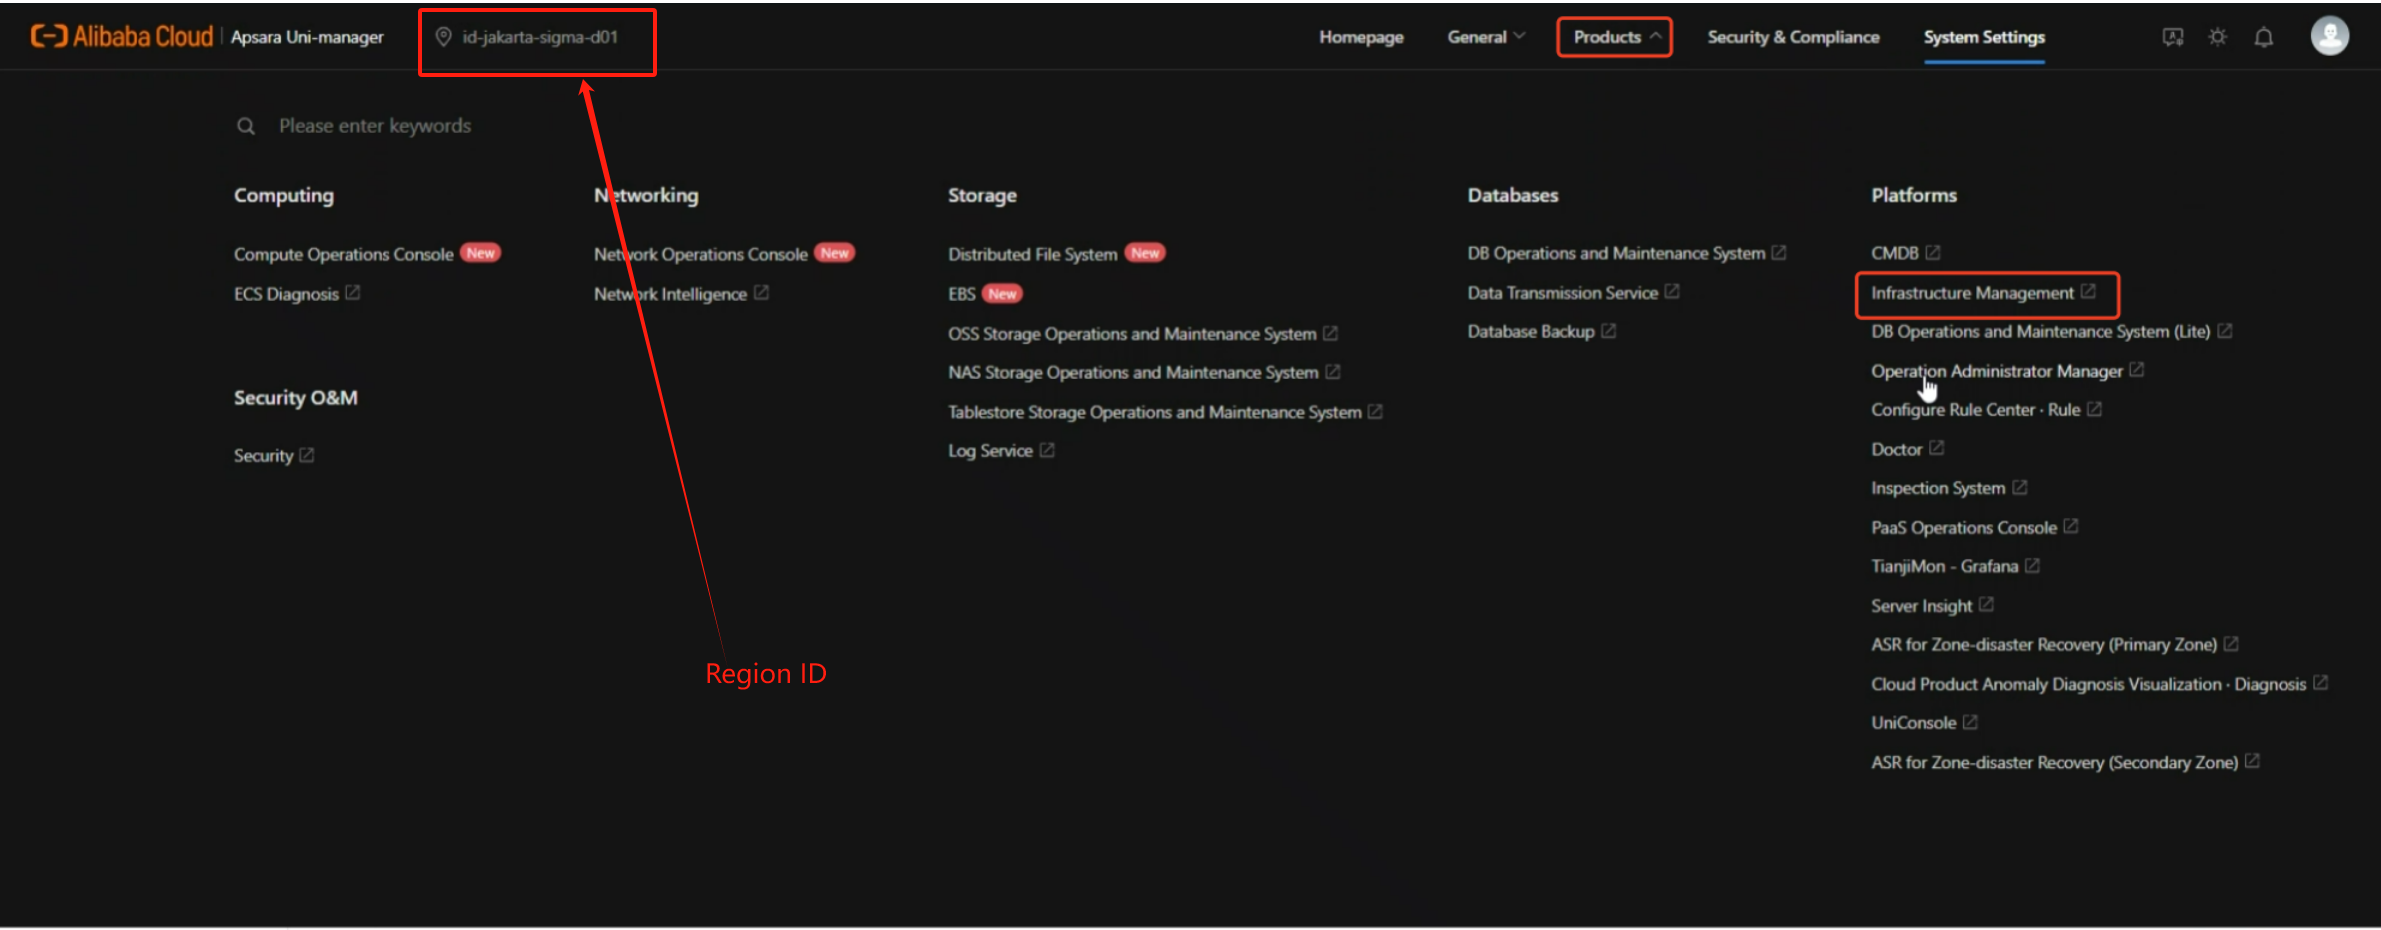 Alibaba Cloud | Apsara Uni-manager
id-jakarta-sigma-d01
Homepage
General
Products
Security & Compliance
System Settings
Please enter keywords
Computing
Compute Operations Console New
ECS Diagnosis
Security O&M
Security
Networking
Network Operations Console New
Network Intelligence
Storage
Distributed File System New
EBS New
OSS Storage Operations and Maintenance System
NAS Storage Operations and Maintenance System
Tablestore Storage Operations and Maintenance System
Log Service
Databases
DB Operations and Maintenance System
Data Transmission Service
Database Backup
Platforms
CMDB
Infrastructure Management
DB Operations and Maintenance System (Lite)
Operation Administrator Manager
Configure Rule Center · Rule
Doctor
Inspection System
PaaS Operations Console
TianjiMon - Grafana
Server Insight
ASR for Zone-disaster Recovery (Primary Zone)
Cloud Product Anomaly Diagnosis Visualization · Diagnosis
UniConsole
ASR for Zone-disaster Recovery (Secondary Zone)
Region ID